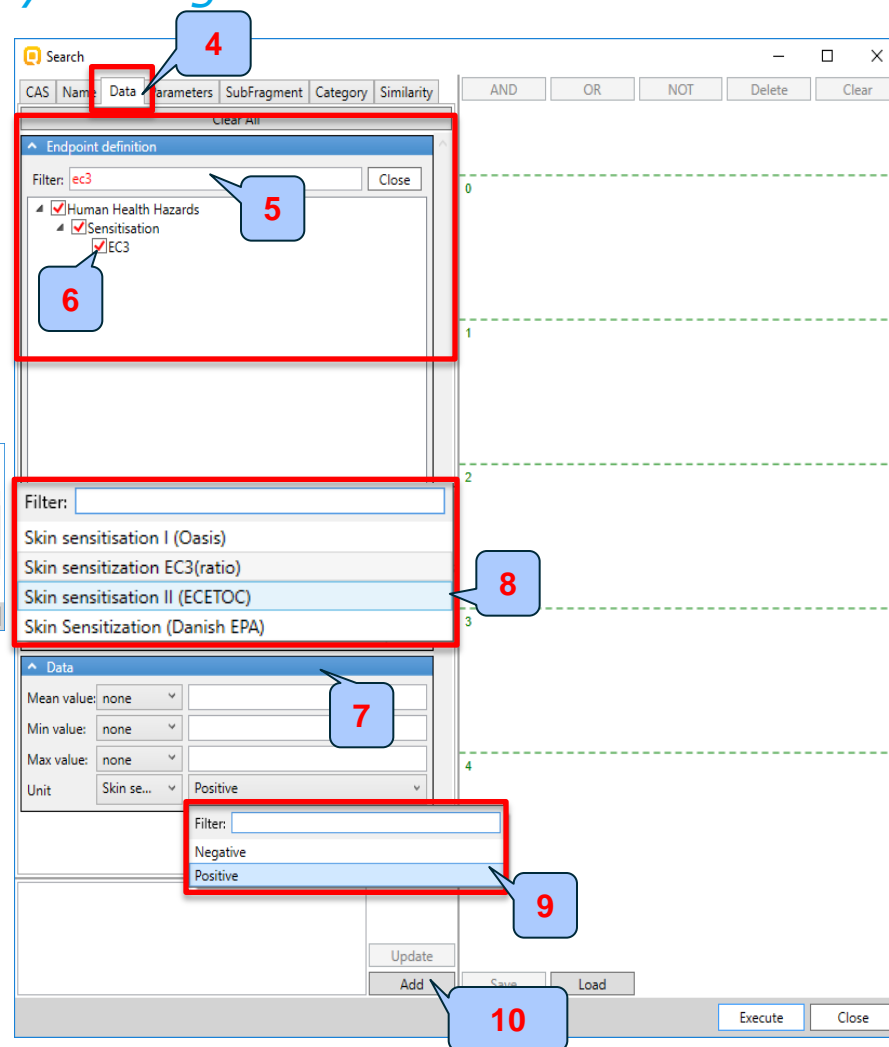 4
Search
CAS Name Data Parameters SubFragment Category Similarity
AND OR NOT Delete Clear
Clear All
Endpoint definition
Filter: ec3 Close
5
Human Health Hazards
Sensitisation
EC3
6
0
1
2
Filter:
Skin sensitisation I (Oasis)
Skin sensitization EC3(ratio)
Skin sensitisation II (ECETOC)
Skin Sensitization (Danish EPA)
8
3
Data
Mean value: none
7
Min value: none
Max value: none
4
Unit Skin se... Positive
Filter:
Negative
Positive
9
Update
Add Save Load
10
Execute Close